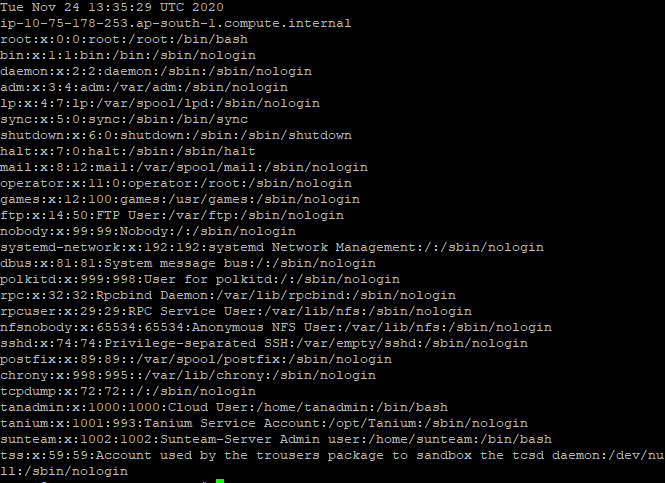 Tue Nov 24 13:35:29 UTC 2020
ip-10-75-178-253.ap-south-1.compute.internal
root:x:0:0:root:/root:/bin/bash
bin:x:1:1:bin:/bin:/sbin/nologin
daemon:x:2:2:daemon:/sbin:/sbin/nologin
adm:x:3:4:adm:/var/adm:/sbin/nologin
lp:x:4:7:lp:/var/spool/lpd:/sbin/nologin
sync:x:5:0:sync:/sbin:/bin/sync
shutdown:x:6:0:shutdown:/sbin:/sbin/shutdown
halt:x:7:0:halt:/sbin:/sbin/halt
mail:x:8:12:mail:/var/spool/mail:/sbin/nologin
operator:x:11:0:operator:/root:/sbin/nologin
games:x:12:100:games:/usr/games:/sbin/nologin
ftp:x:14:50:FTP User:/var/ftp:/sbin/nologin
nobody:x:99:99:Nobody:/:/sbin/nologin
systemd-network:x:192:192:systemd Network Management:/:/sbin/nologin
dbus:x:81:81:System message bus:/:/sbin/nologin
polkitd:x:999:998:User for polkitd:/:/sbin/nologin
rpc:x:32:32:Rpcbind Daemon:/var/lib/rpcbind:/sbin/nologin
rpcuser:x:29:29:RPC Service User:/var/lib/nfs:/sbin/nologin
nfsnobody:x:65534:65534:Anonymous NFS User:/var/lib/nfs:/sbin/nologin
sshd:x:74:74:Privilege-separated SSH:/var/empty/sshd:/sbin/nologin
postfix:x:89:89::/var/spool/postfix:/sbin/nologin
chrony:x:998:995::/var/lib/chrony:/sbin/nologin
tcpdump:x:72:72::/:/sbin/nologin
tanadmin:x:1000:1000:Cloud User:/home/tanadmin:/bin/bash
tanium:x:1001:993:Tanium Service Account:/opt/Tanium:/sbin/nologin
sunteam:x:1002:1002:Sunteam-Server Admin user:/home/sunteam:/bin/bash
tss:x:59:59:Account used by the trousers package to sandbox the tcsd daemon:/dev/nu
ll:/sbin/nologin